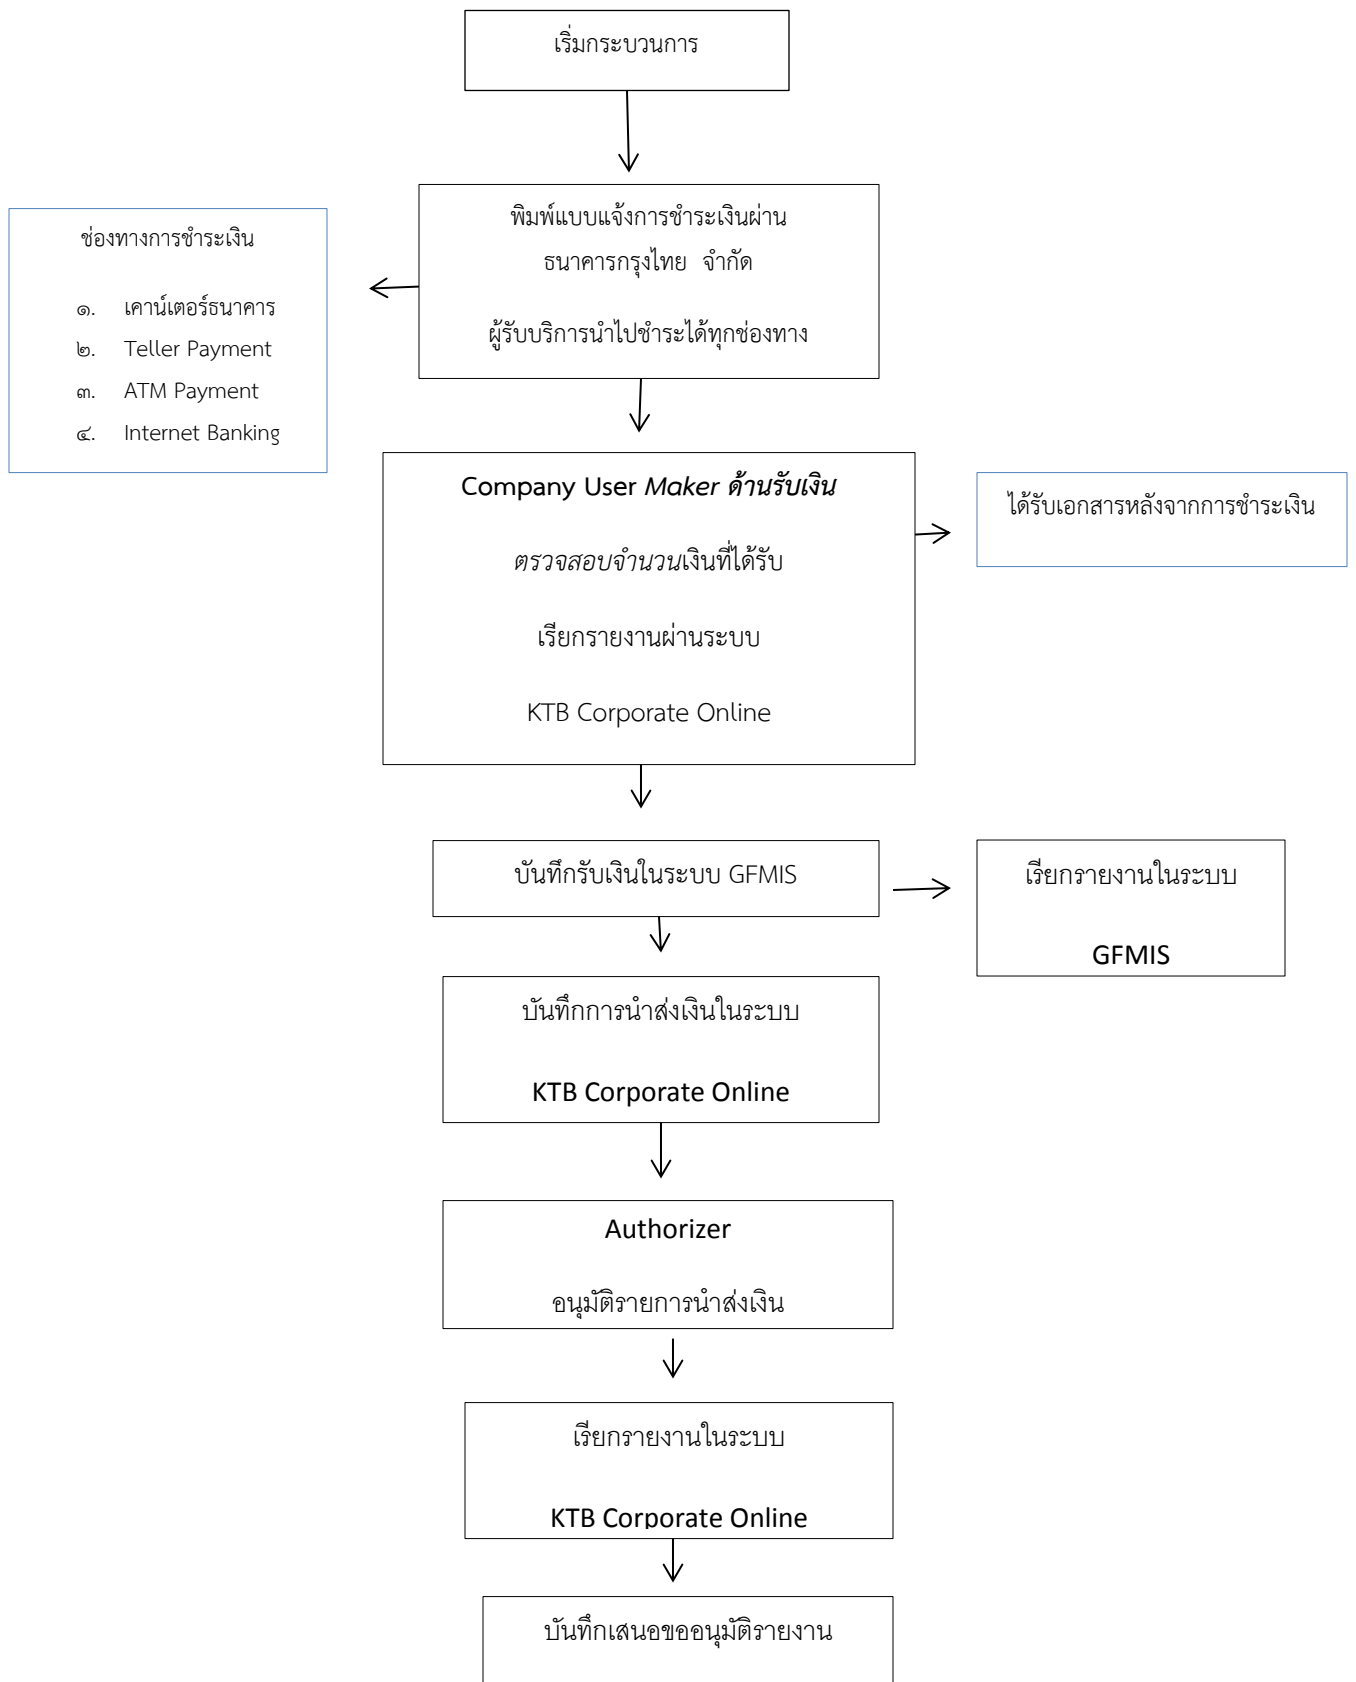 เริ่มกระบวนการ
พิมพ์แบบแจ้งการชำระเงินผ่าน
ธนาคารกรุงไทย จำกัด
ผู้รับบริการนำไปชำระได้ทุกช่องทาง
ช่องทางการชำระเงิน
๑. เคาน์เตอร์ธนาคาร
๒. Teller Payment
๓. ATM Payment
๔. Internet Banking
Company User Maker ด้านรับเงิน
ตรวจสอบจำนวนเงินที่ได้รับ
เรียกรายงานผ่านระบบ
KTB Corporate Online
ได้รับเอกสารหลังจากการชำระเงิน
บันทึกรับเงินในระบบ GFMIS
เรียกรายงานในระบบ
GFMIS
บันทึกการนำส่งเงินในระบบ
KTB Corporate Online
Authorizer
อนุมัติรายการนำส่งเงิน
เรียกรายงานในระบบ
KTB Corporate Online
บันทึกเสนอขออนุมัติรายงาน